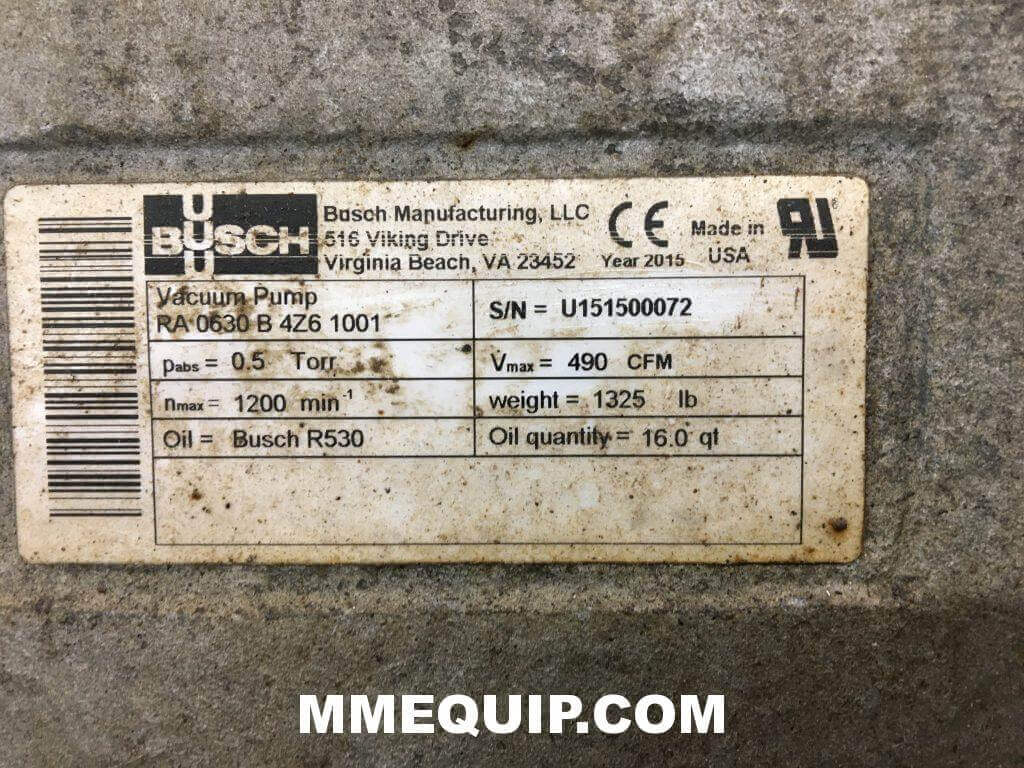 BUSCH
Busch Manufacturing, LLC
516 Viking Drive
Virginia Beach, VA 23452
CE
Year 2015
Made in
USA
Vacuum Pump
RA 0630 B 4Z6 1001
S/N = U151500072
Pabs = 0.5 Torr
Vmax = 490 CFM
nmax = 1200 min-1
weight = 1325 lb
Oil = Busch R530
Oil quantity = 16.0 qt
MMEQUIP.COM